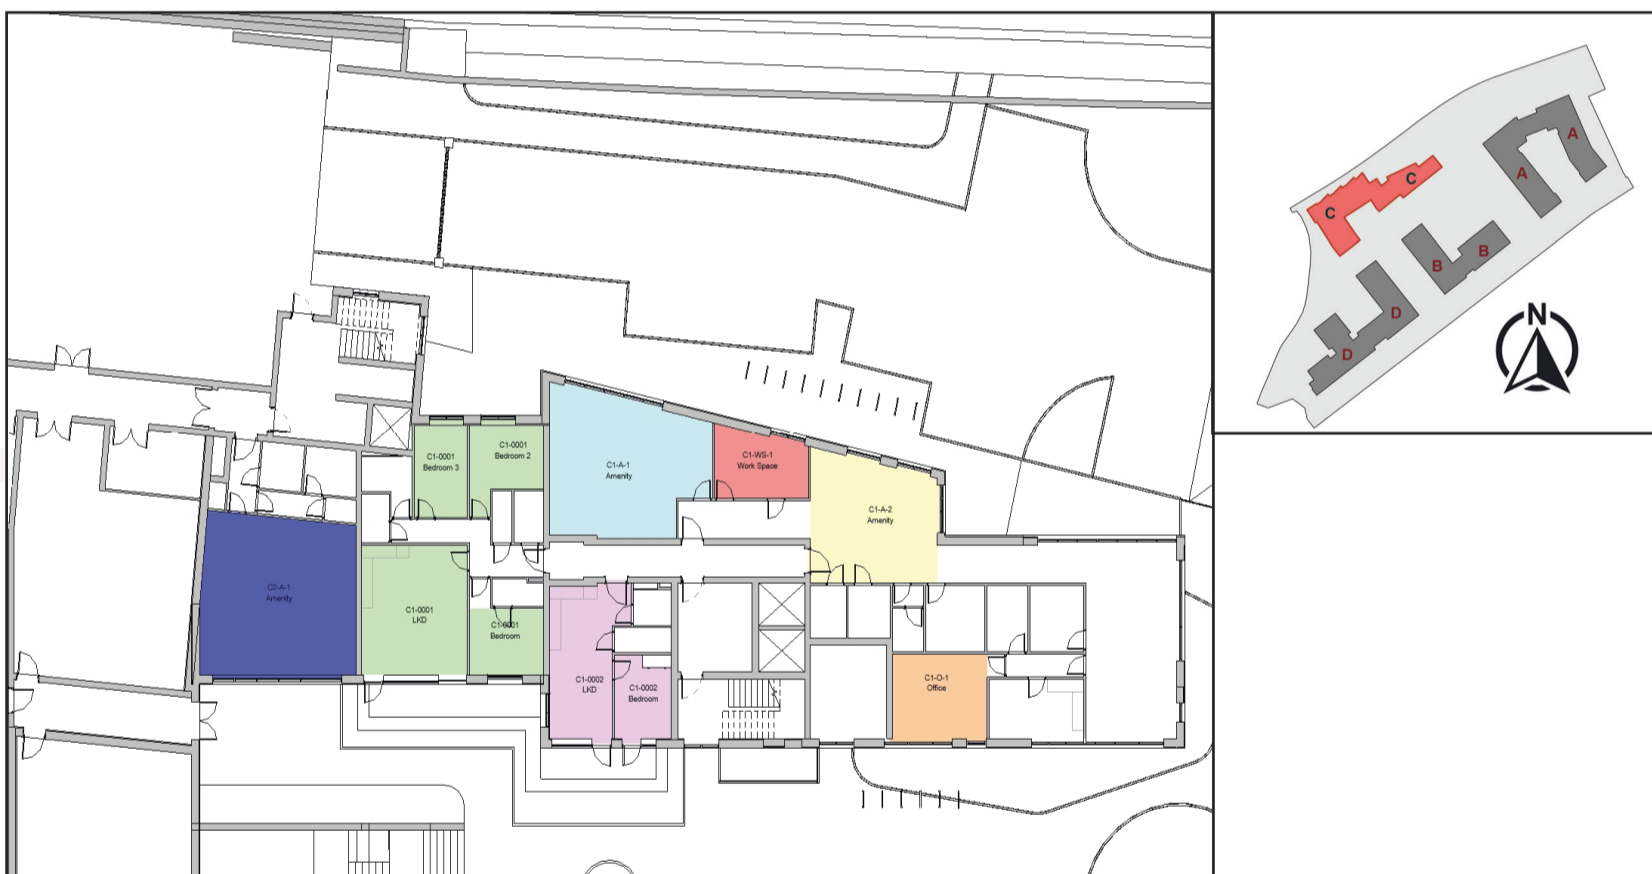 C1-0001
Bedroom 3
C1-0001
Bedroom 2
C1-A-1
Amenity
C1-WS-1
Work Space
C1-A-2
Amenity
C2-A-1
Amenity
C1-0001
LKD
C1-0001
Bedroom
C1-0002
LKD
C1-0002
Bedroom
C1-O-1
Office
A
A
C
C
B
B
D
D
N